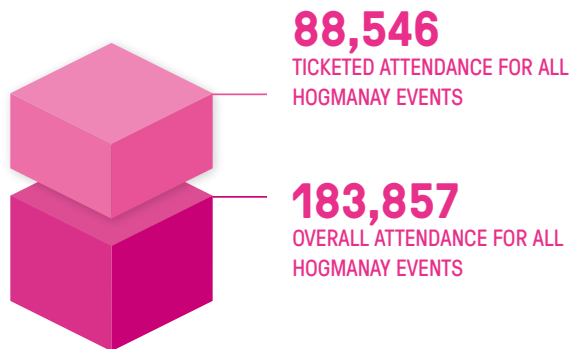 88,546
TICKETED ATTENDANCE FOR ALL
HOGMANAY EVENTS
183,857
OVERALL ATTENDANCE FOR ALL
HOGMANAY EVENTS